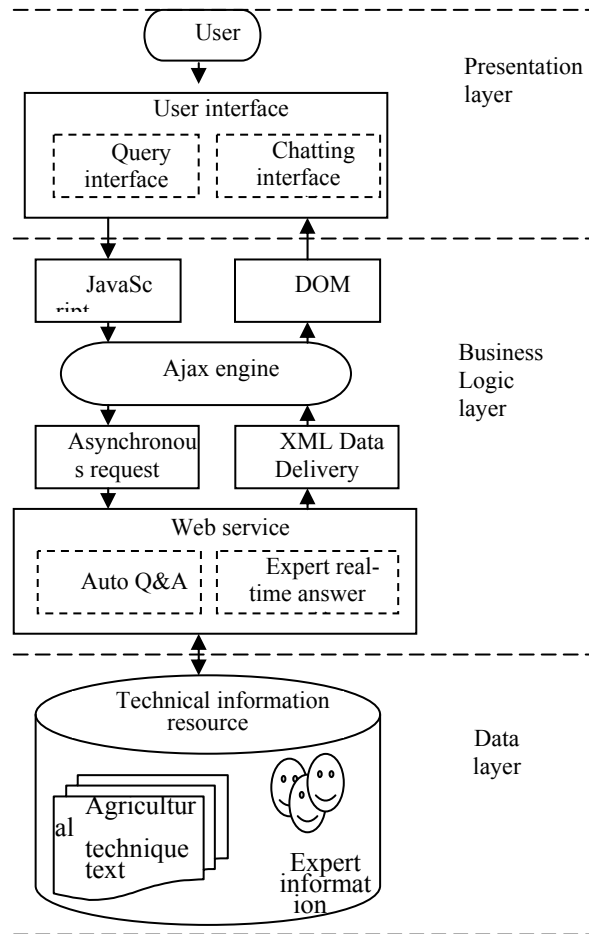 User
Presentation
layer
User interface
Query
interface
Chatting
interface
JavaSc
ript
DOM
Business
Logic
layer
Ajax engine
Asynchronou
s request
XML Data
Delivery
Web service
Auto Q&A
Expert real-
time answer
Technical information
resource
Data
layer
Agricultur
al
technique
text
Expert
informat
ion